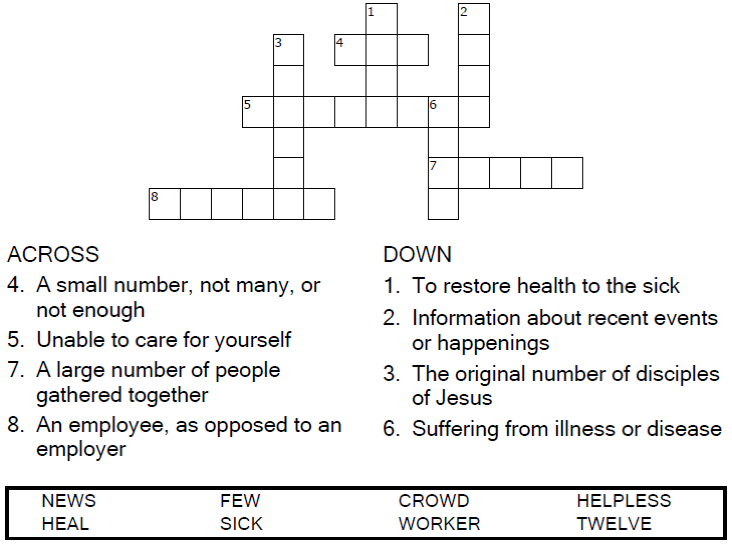 1
2
3
4
5
6
7
8
ACROSS
4. A small number, not many, or
not enough
5. Unable to care for yourself
7. A large number of people
gathered together
8. An employee, as opposed to an
employer
DOWN
1. To restore health to the sick
2. Information about recent events
or happenings
3. The original number of disciples
of Jesus
6. Suffering from illness or disease
NEWS FEW CROWD HELPLESS
HEAL SICK WORKER TWELVE